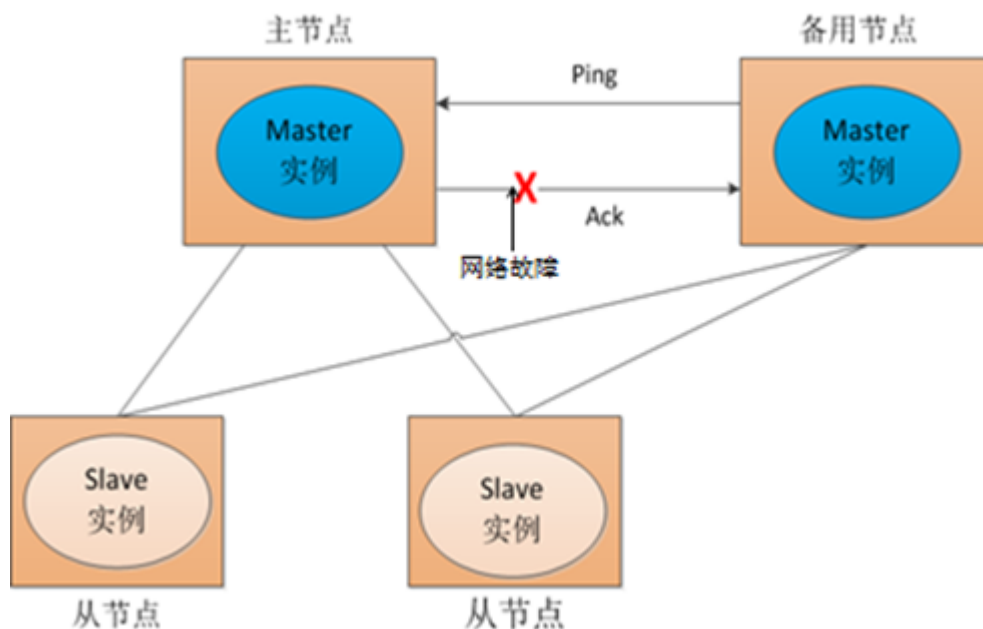 主节点
备用节点
Ping
Master
实例
Master
实例
X
Ack
网络故障
Slave
实例
Slave
实例
从节点
从节点